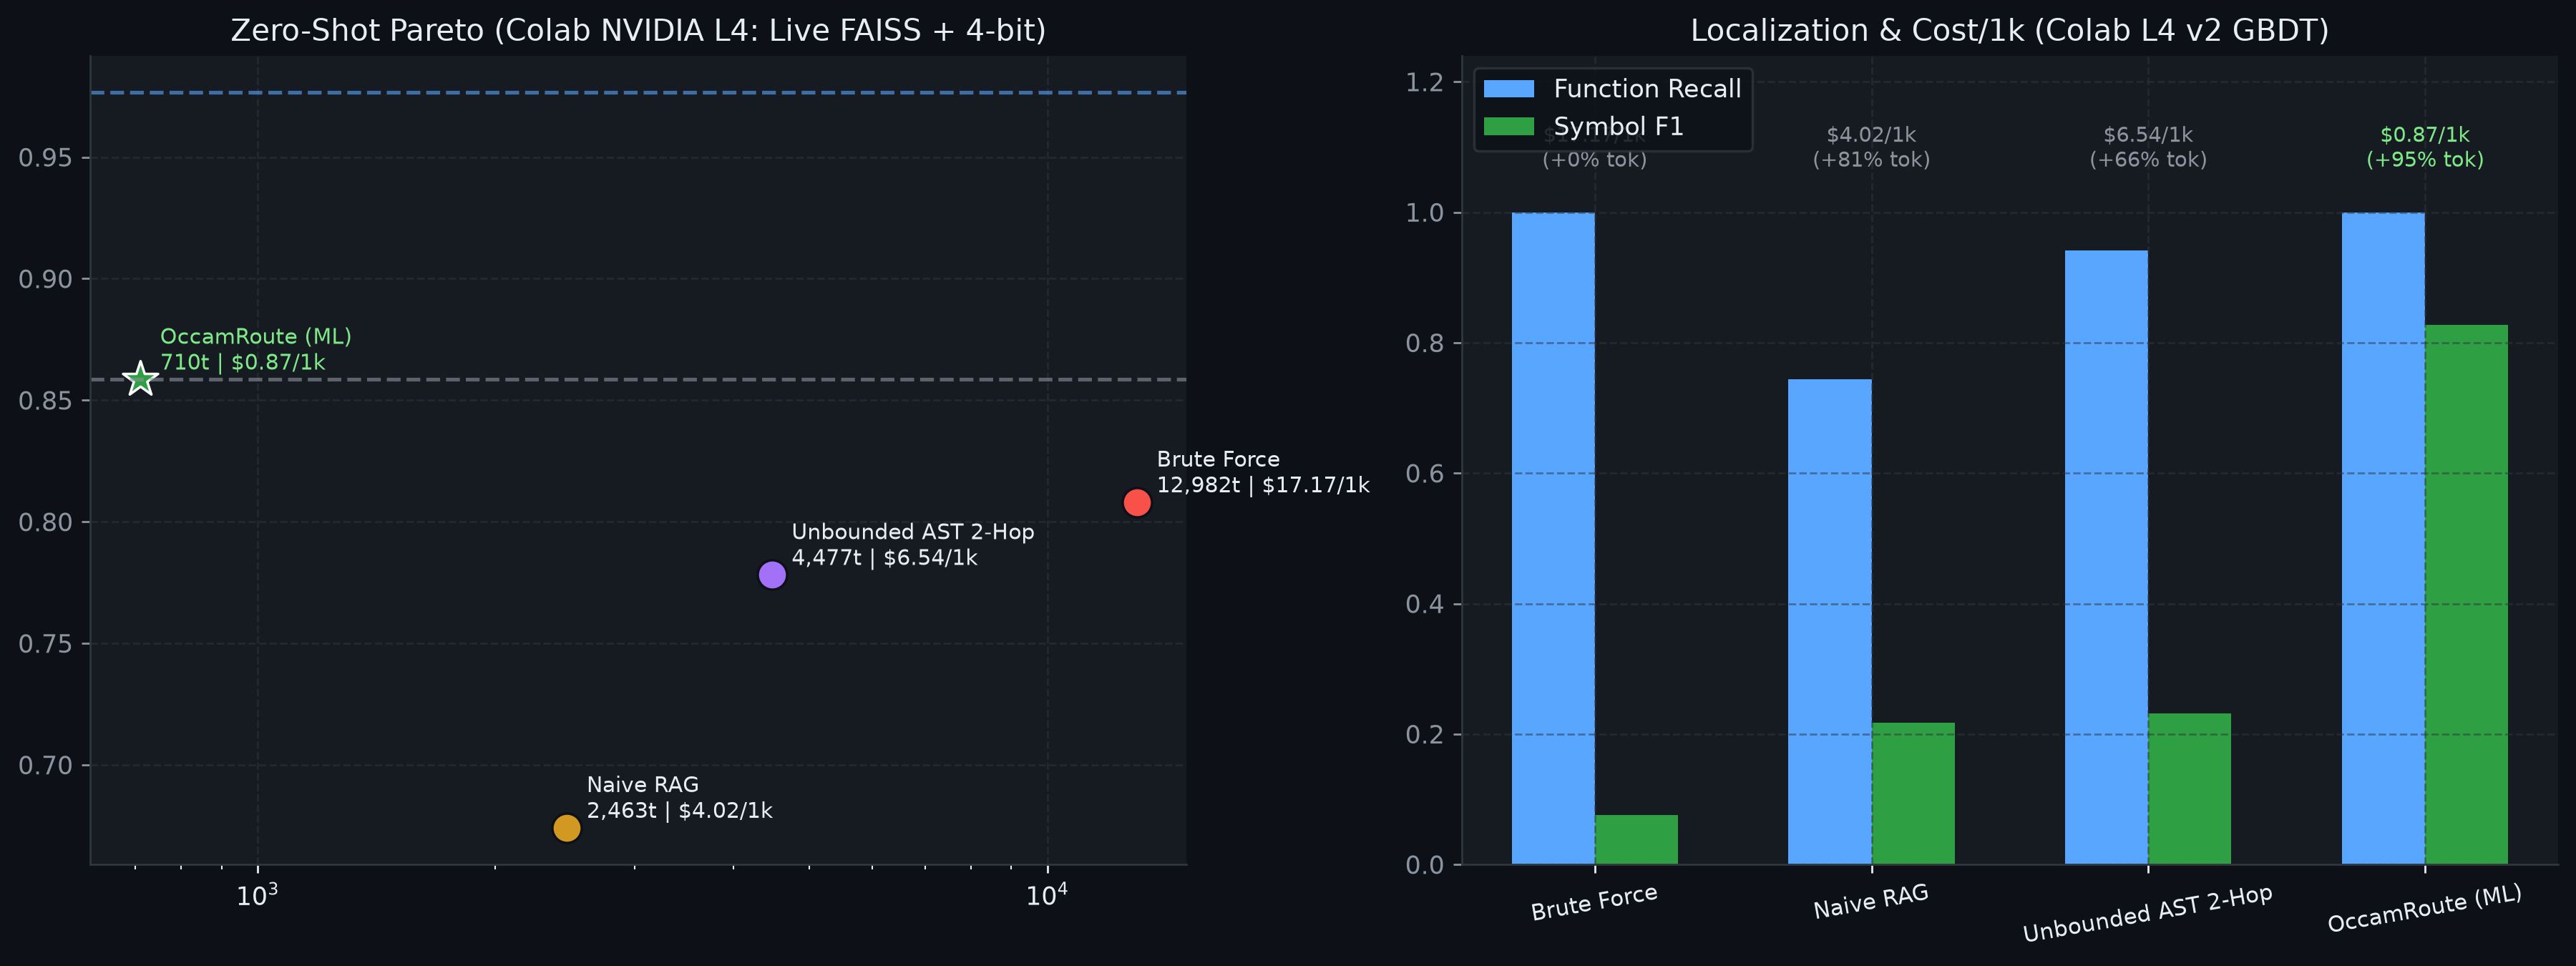 Zero-Shot Pareto (Colab NVIDIA L4: Live FAISS + 4-bit)
0.95
0.90
0.85
0.80
0.75
0.70
OccamRoute (ML)
710t | $0.87/1k
Brute Force
12,982t | $17.17/1k
Unbounded AST 2-Hop
4,477t | $6.54/1k
Naive RAG
2,463t | $4.02/1k
10³
10⁴
Localization & Cost/1k (Colab L4 v2 GBDT)
1.2
1.0
0.8
0.6
0.4
0.2
0.0
Function Recall
Symbol F1
(+0% tok)
$4.02/1k
(+81% tok)
$6.54/1k
(+66% tok)
$0.87/1k
(+95% tok)
Brute Force
Naive RAG
Unbounded AST 2-Hop
OccamRoute (ML)